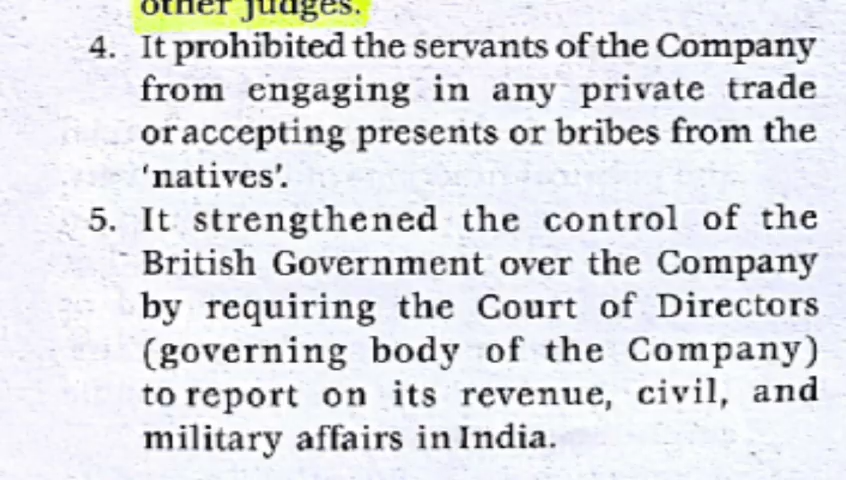 other judges.
4. It prohibited the servants of the Company
from engaging in any private trade
or accepting presents or bribes from the
'natives'.
5. It strengthened the control of the
British Government over the Company
by requiring the Court of Directors
(governing body of the Company)
to report on its revenue, civil, and
military affairs in India.